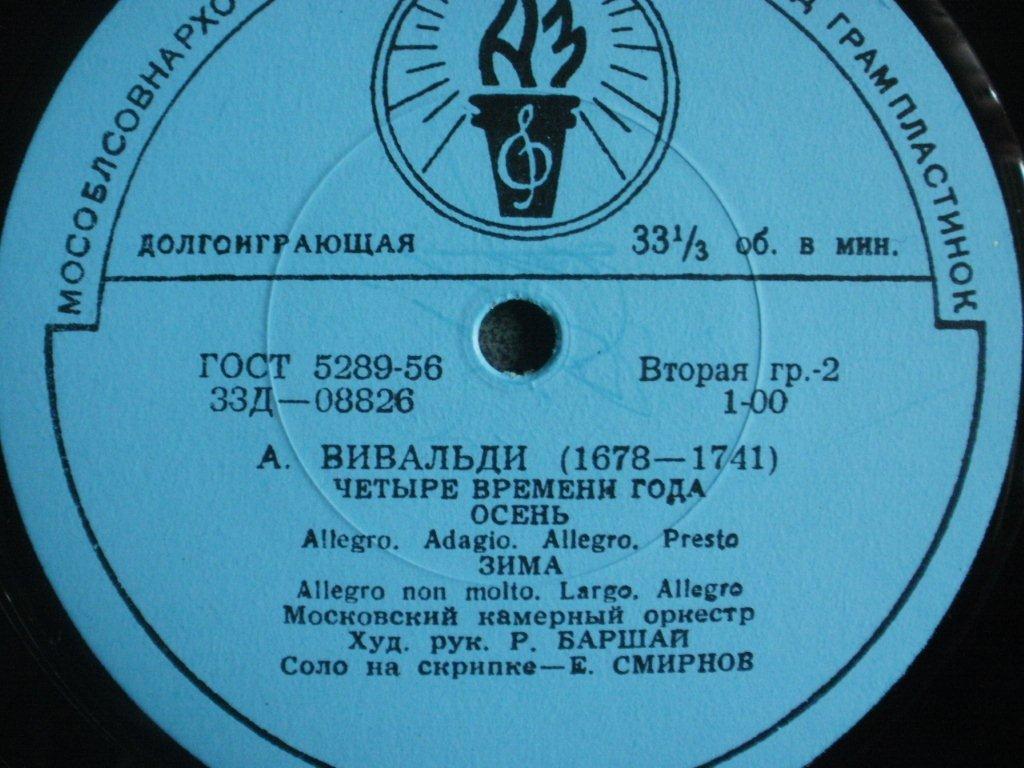 МОСОБЛСОВНАРХО
ГРАМПЛАСТИНОК
АЗ
ДОЛГОИГРАЮЩАЯ 33⅓ об. в мин.
ГОСТ 5289-56 Вторая гр.-2
33Д—08826 1-00
А. ВИВАЛЬДИ (1678—1741)
ЧЕТЫРЕ ВРЕМЕНИ ГОДА
ОСЕНЬ
Allegro. Adagio. Allegro. Presto
ЗИМА
Allegro non molto. Largo. Allegro
Московский камерный оркестр
Худ. рук. Р. БАРШАЙ
Соло на скрипке—Е. СМИРНОВ